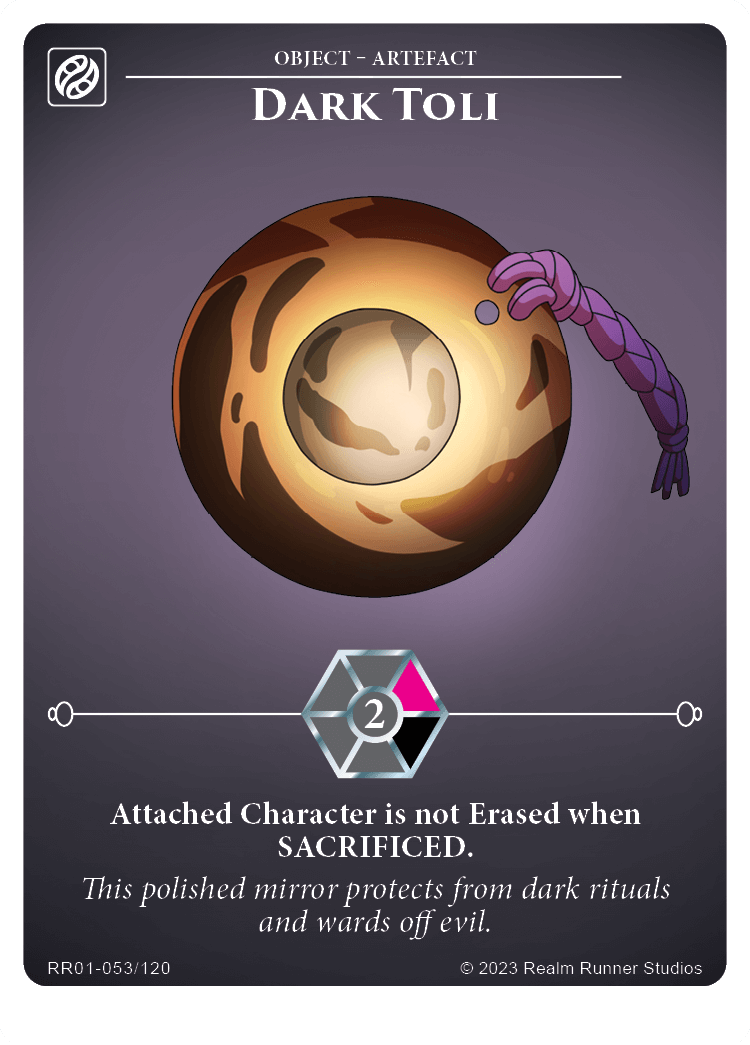 OBJECT – ARTEFACT
DARK TOLI
2
Attached Character is not Erased when
SACRIFICED.
This polished mirror protects from dark rituals
and wards off evil.
RR01-053/120
© 2023 Realm Runner Studios